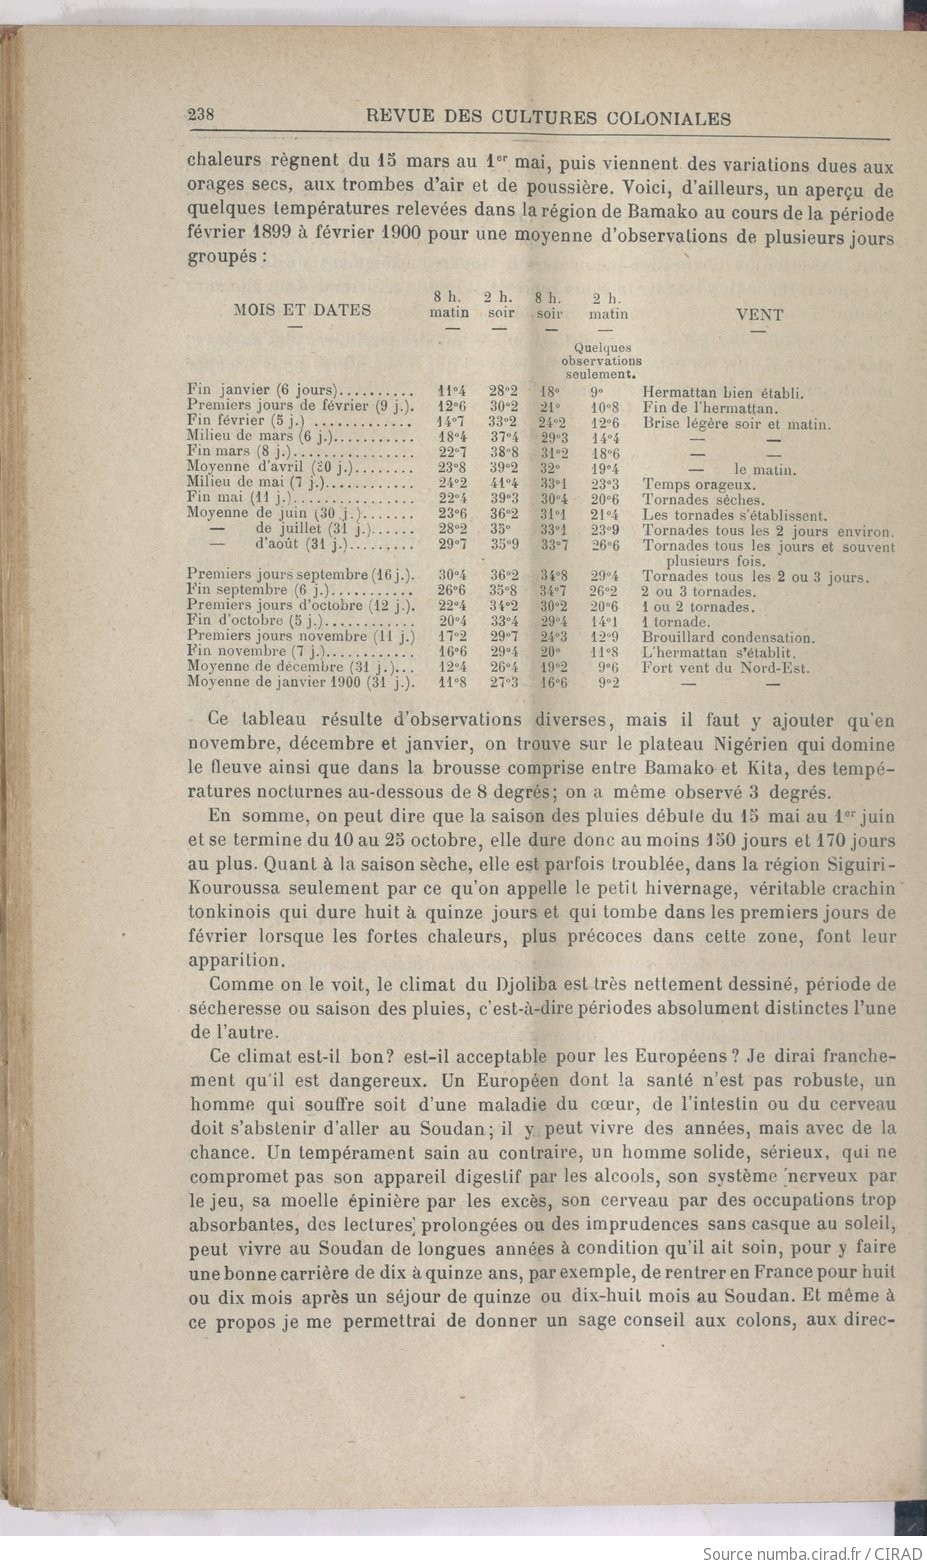 238 REVUE DES CULTURES COLONIALES
chaleurs règnent du 15 mars au 1er mai, puis viennent des variations dues aux
orages secs, aux trombes d'air et de poussière. Voici, d'ailleurs, un aperçu de
quelques températures relevées dans la région de Bamako au cours de la période
février 1899 à février 1900 pour une moyenne d'observations de plusieurs jours
groupés :
8 h. 2 h. 8 h. 2 h.
MOIS ET DATES matin soir soir matin VENT
— — — — — —
Quelques
observations
seulement.
Fin janvier (6 jours).......... 11°4 28°2 18° 9° Hermattan bien établi.
Premiers jours de février (9 j.). 12°6 30°2 21° 10°8 Fin de l'hermattan.
Fin février (5 j.) ............. 14°7 33°2 24°2 12°6 Brise légère soir et matin.
Milieu de mars (6 j.)........... 18°4 37°4 29°3 14°4 — —
Fin mars (8 j.)................ 22°7 38°8 31°2 18°6 — —
Moyenne d'avril (20 j.)........ 23°8 39°2 32° 19°4 — le matin.
Milieu de mai (7 j.)............ 24°2 41°4 33°1 23°3 Temps orageux.
Fin mai (11 j.)................ 22°4 39°3 30°4 20°6 Tornades sèches.
Moyenne de juin (30 j.)....... 23°6 36°2 31°1 21°4 Les tornades s'établissent.
— de juillet (31 j.)...... 28°2 35° 33°1 23°9 Tornades tous les 2 jours environ.
— d'août (31 j.)......... 29°7 35°9 33°7 26°6 Tornades tous les jours et souvent
plusieurs fois.
Premiers jours septembre (16 j.). 30°4 36°2 34°8 29°4 Tornades tous les 2 ou 3 jours.
Fin septembre (6 j.)........... 26°6 35°8 34°7 26°2 2 ou 3 tornades.
Premiers jours d'octobre (12 j.). 22°4 34°2 30°2 20°6 1 ou 2 tornades.
Fin d'octobre (5 j.)............ 20°4 33°4 29°4 14°1 1 tornade.
Premiers jours novembre (11 j.) 17°2 29°7 24°3 12°9 Brouillard condensation.
Fin novembre (7 j.)............ 16°6 29°4 20° 11°8 L'hermattan s'établit.
Moyenne de décembre (31 j.)... 12°4 26°4 19°2 9°6 Fort vent du Nord-Est.
Moyenne de janvier 1900 (31 j.). 11°8 27°3 16°6 9°2 — —
Ce tableau résulte d'observations diverses, mais il faut y ajouter qu'en
novembre, décembre et janvier, on trouve sur le plateau Nigérien qui domine
le fleuve ainsi que dans la brousse comprise entre Bamako et Kita, des tempé-
ratures nocturnes au-dessous de 8 degrés; on a même observé 3 degrés.
En somme, on peut dire que la saison des pluies débute du 15 mai au 1er juin
et se termine du 10 au 25 octobre, elle dure donc au moins 150 jours et 170 jours
au plus. Quant à la saison sèche, elle est parfois troublée, dans la région Siguiri-
Kouroussa seulement par ce qu'on appelle le petit hivernage, véritable crachin
tonkinois qui dure huit à quinze jours et qui tombe dans les premiers jours de
février lorsque les fortes chaleurs, plus précoces dans cette zone, font leur
apparition.
Comme on le voit, le climat du Djoliba est très nettement dessiné, période de
sécheresse ou saison des pluies, c'est-à-dire périodes absolument distinctes l'une
de l'autre.
Ce climat est-il bon? est-il acceptable pour les Européens? Je dirai franche-
ment qu'il est dangereux. Un Européen dont la santé n'est pas robuste, un
homme qui souffre soit d'une maladie du cœur, de l'intestin ou du cerveau
doit s'abstenir d'aller au Soudan; il y peut vivre des années, mais avec de la
chance. Un tempérament sain au contraire, un homme solide, sérieux, qui ne
compromet pas son appareil digestif par les alcools, son système nerveux par
le jeu, sa moelle épinière par les excès, son cerveau par des occupations trop
absorbantes, des lectures prolongées ou des imprudences sans casque au soleil,
peut vivre au Soudan de longues années à condition qu'il ait soin, pour y faire
une bonne carrière de dix à quinze ans, par exemple, de rentrer en France pour huit
ou dix mois après un séjour de quinze ou dix-huit mois au Soudan. Et même à
ce propos je me permettrai de donner un sage conseil aux colons, aux direc-
Source numba.cirad.fr / CIRAD